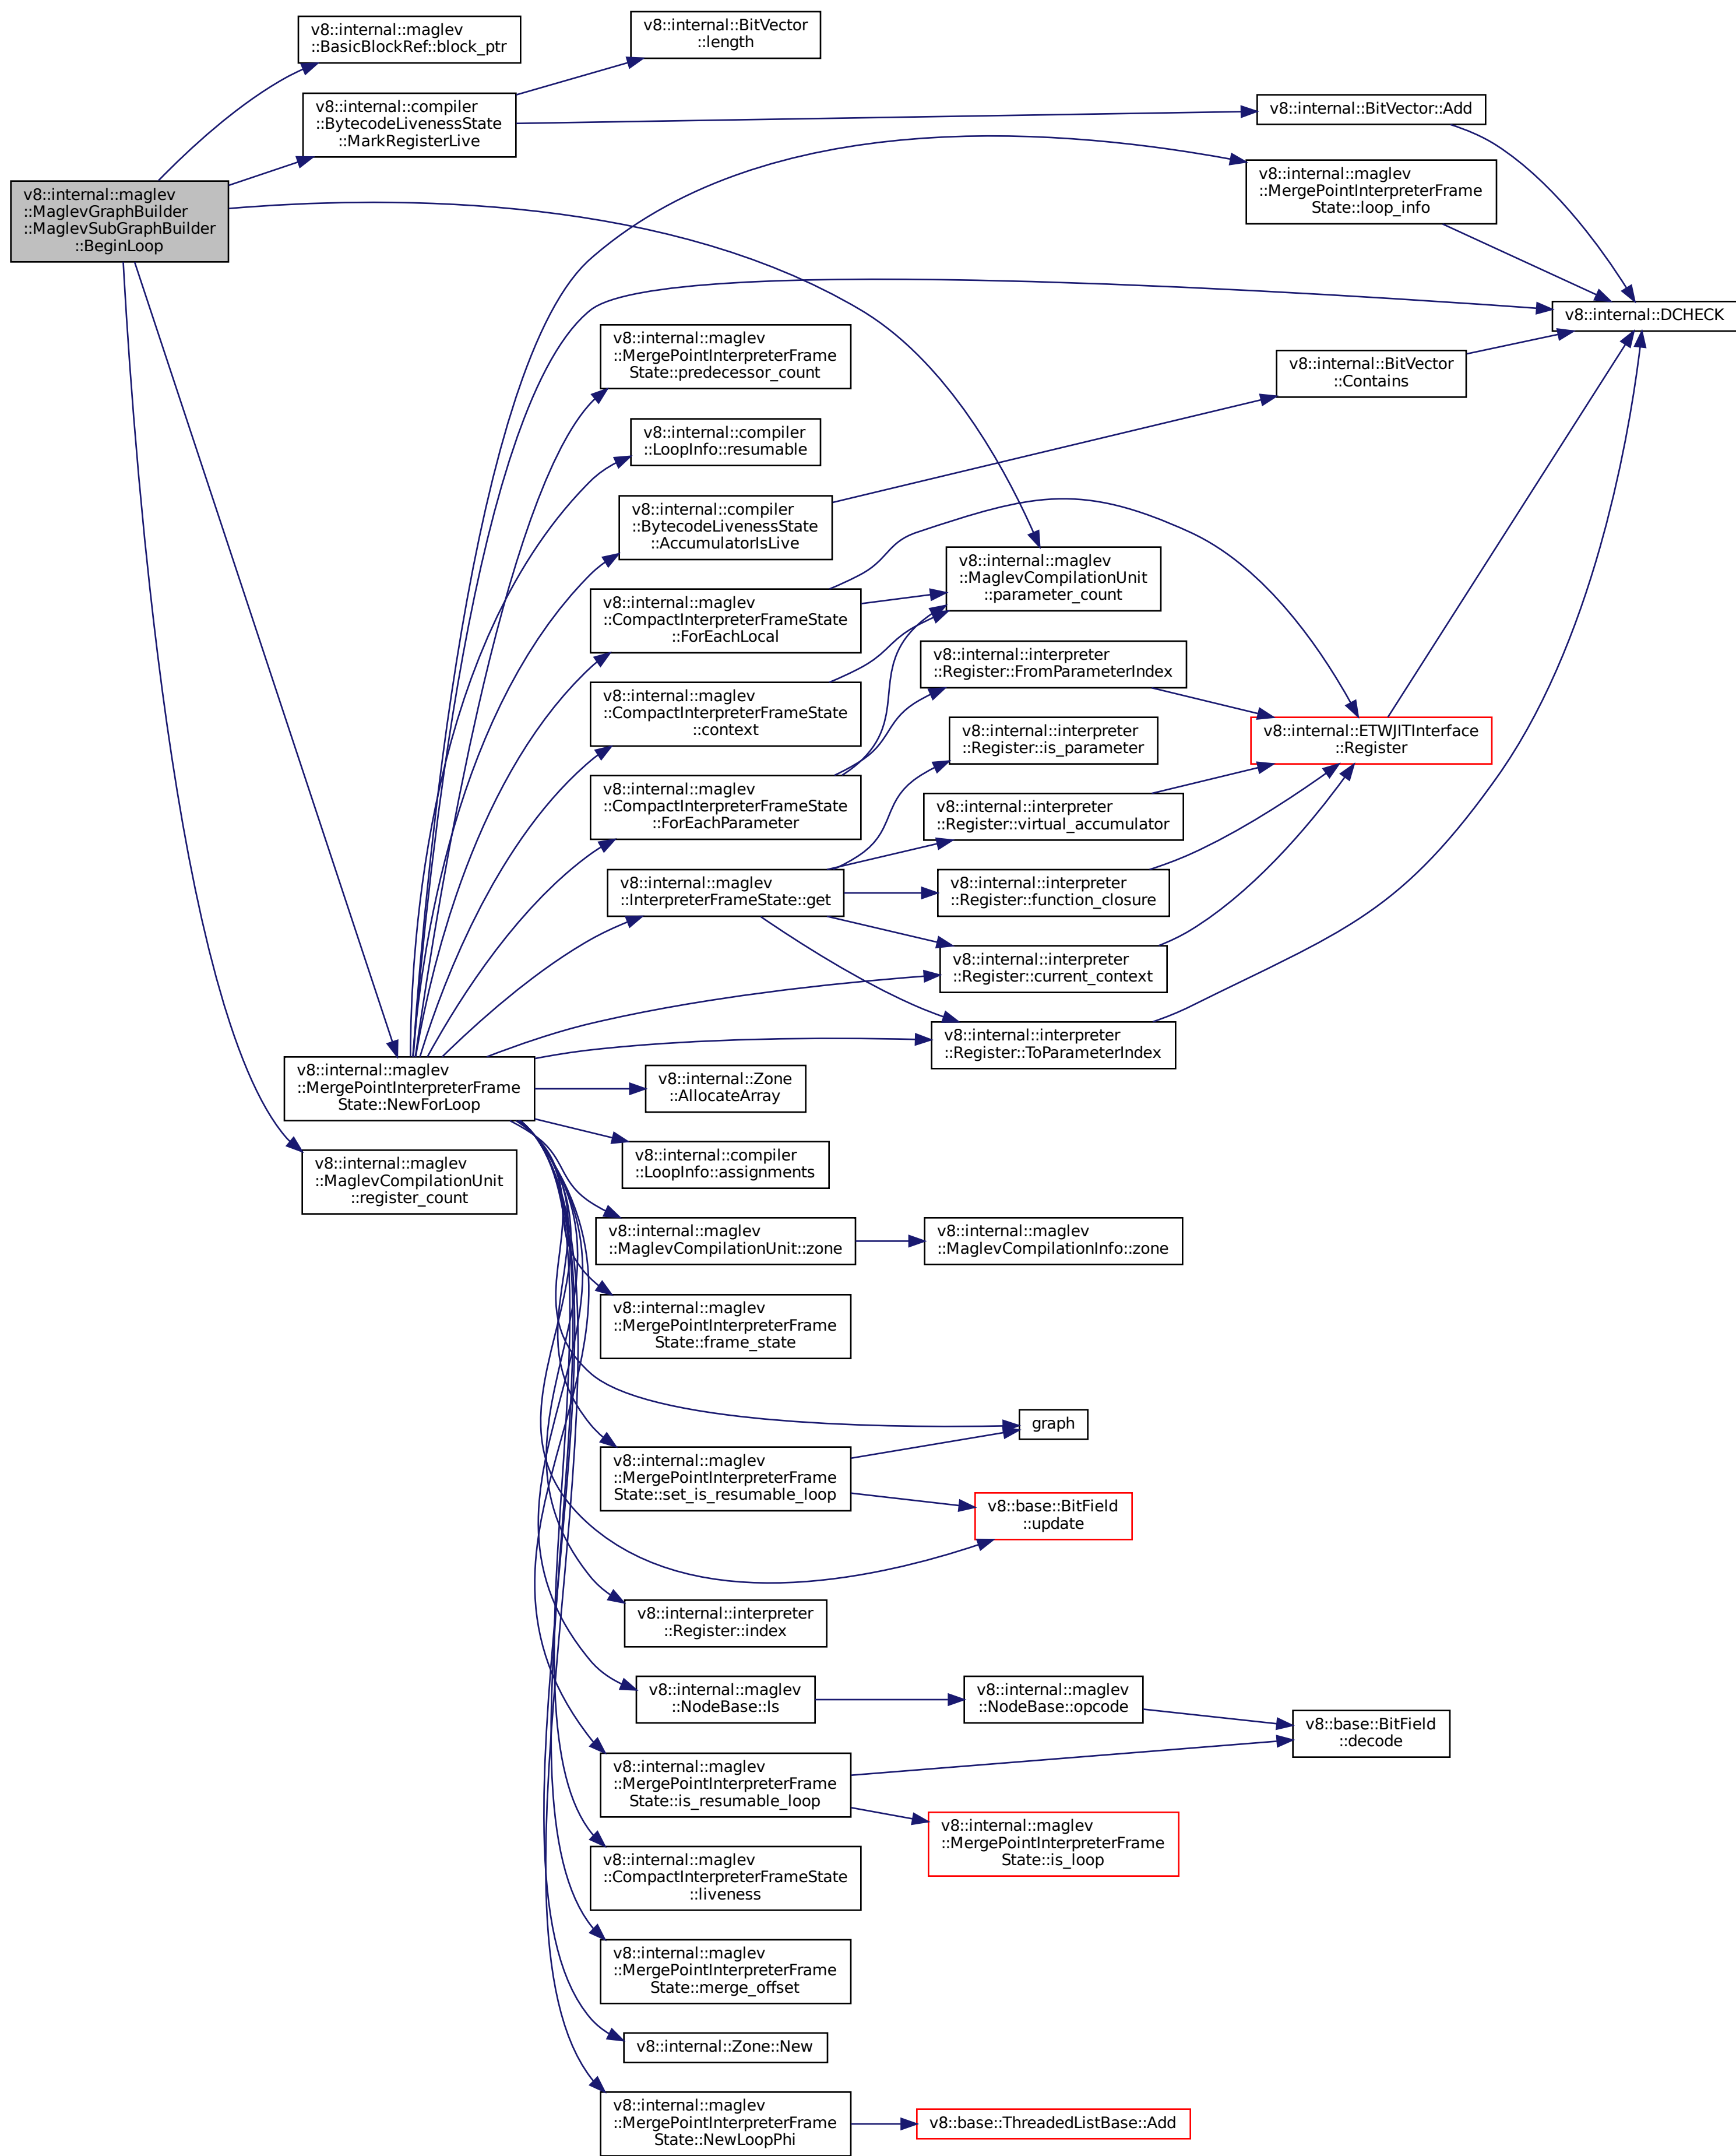 v8::internal::maglev
::BasicBlockRef::block_ptr
v8::internal::BitVector
::length
v8::internal::compiler
::BytecodeLivenessState
::MarkRegisterLive
v8::internal::BitVector::Add
v8::internal::maglev
::MergePointInterpreterFrame
State::loop_info
v8::internal::maglev
::MaglevGraphBuilder
::MaglevSubGraphBuilder
::BeginLoop
v8::internal::DCHECK
v8::internal::maglev
::MergePointInterpreterFrame
State::predecessor_count
v8::internal::BitVector
::Contains
v8::internal::compiler
::LoopInfo::resumable
v8::internal::compiler
::BytecodeLivenessState
::AccumulatorIsLive
v8::internal::maglev
::MaglevCompilationUnit
::parameter_count
v8::internal::maglev
::CompactInterpreterFrameState
::ForEachLocal
v8::internal::interpreter
::Register::FromParameterIndex
v8::internal::maglev
::CompactInterpreterFrameState
::context
v8::internal::interpreter
::Register::is_parameter
v8::internal::ETWJITInterface
::Register
v8::internal::maglev
::CompactInterpreterFrameState
::ForEachParameter
v8::internal::interpreter
::Register::virtual_accumulator
v8::internal::maglev
::InterpreterFrameState::get
v8::internal::interpreter
::Register::function_closure
v8::internal::interpreter
::Register::current_context
v8::internal::interpreter
::Register::ToParameterIndex
v8::internal::maglev
::MergePointInterpreterFrame
State::NewForLoop
v8::internal::Zone
::AllocateArray
v8::internal::compiler
::LoopInfo::assignments
v8::internal::maglev
::MaglevCompilationUnit
::register_count
v8::internal::maglev
::MaglevCompilationUnit::zone
v8::internal::maglev
::MaglevCompilationInfo::zone
v8::internal::maglev
::MergePointInterpreterFrame
State::frame_state
graph
v8::internal::maglev
::MergePointInterpreterFrame
State::set_is_resumable_loop
v8::base::BitField
::update
v8::internal::interpreter
::Register::index
v8::internal::maglev
::NodeBase::Is
v8::internal::maglev
::NodeBase::opcode
v8::base::BitField
::decode
v8::internal::maglev
::MergePointInterpreterFrame
State::is_resumable_loop
v8::internal::maglev
::MergePointInterpreterFrame
State::is_loop
v8::internal::maglev
::CompactInterpreterFrameState
::liveness
v8::internal::maglev
::MergePointInterpreterFrame
State::merge_offset
v8::internal::Zone::New
v8::internal::maglev
::MergePointInterpreterFrame
State::NewLoopPhi
v8::base::ThreadedListBase::Add